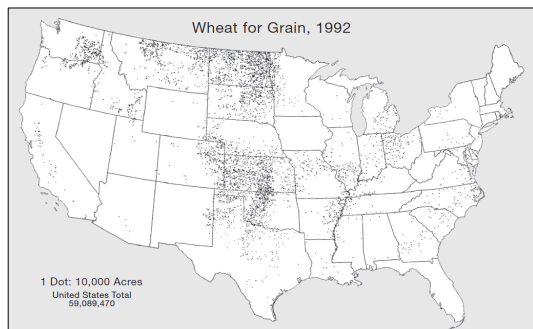 Wheat for Grain, 1992
1 Dot: 10,000 Acres
United States Total
59,089,470